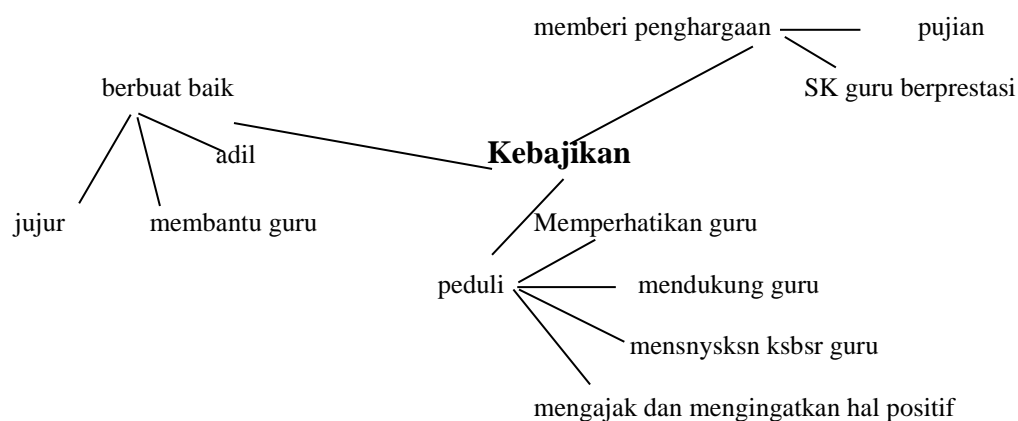 memberi penghargaan
pujian
berbuat baik
SK guru berprestasi
adil
Kebajikan
jujur
membantu guru
Memperhatikan guru
peduli
mendukung guru
mensnysksn ksbsr guru
mengajak dan mengingatkan hal positif